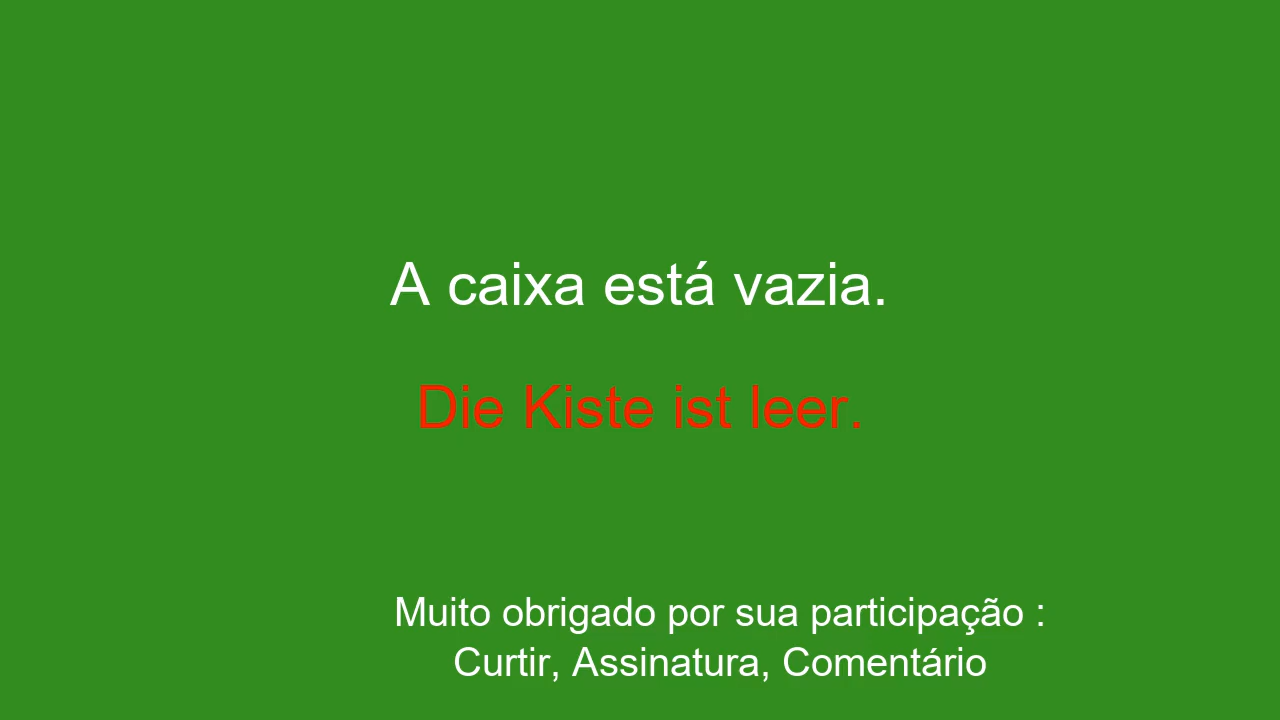 A caixa está vazia.
Die Kiste ist leer.
Muito obrigado por sua participação :
Curtir, Assinatura, Comentário